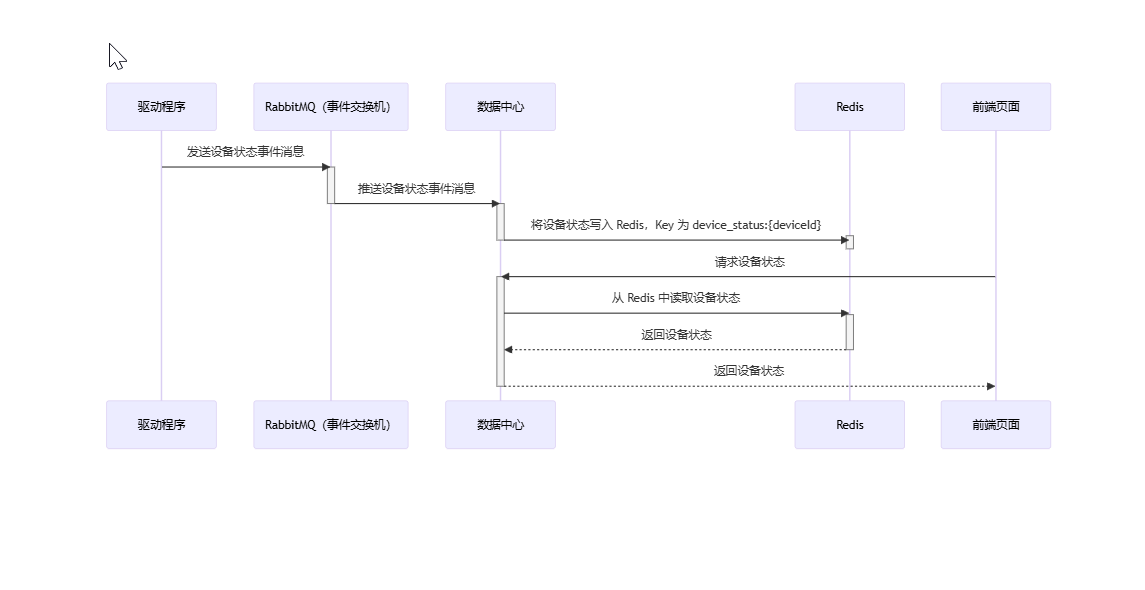 驱动程序
RabbitMQ（事件交换机）
数据中心
Redis
前端页面
发送设备状态事件消息
推送设备状态事件消息
将设备状态写入 Redis，Key 为 device_status:{deviceId}
请求设备状态
从 Redis 中读取设备状态
返回设备状态
返回设备状态
驱动程序
RabbitMQ（事件交换机）
数据中心
Redis
前端页面